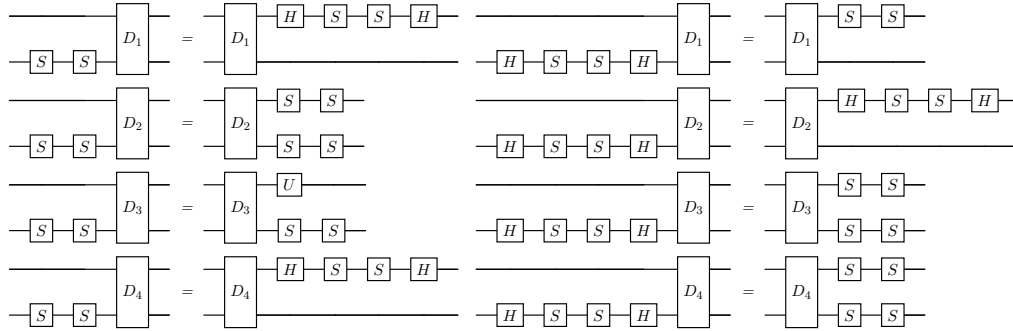 H S S H S S
D₁ = D₁ D₁ = D₁
S S H S S H
S S H S S H
D₂ = D₂ D₂ = D₂
S S S S H S S H
U S S
D₃ = D₃ D₃ = D₃
S S S S H S S H S S
H S S H S S
D₄ = D₄ D₄ = D₄
S S H S S H S S